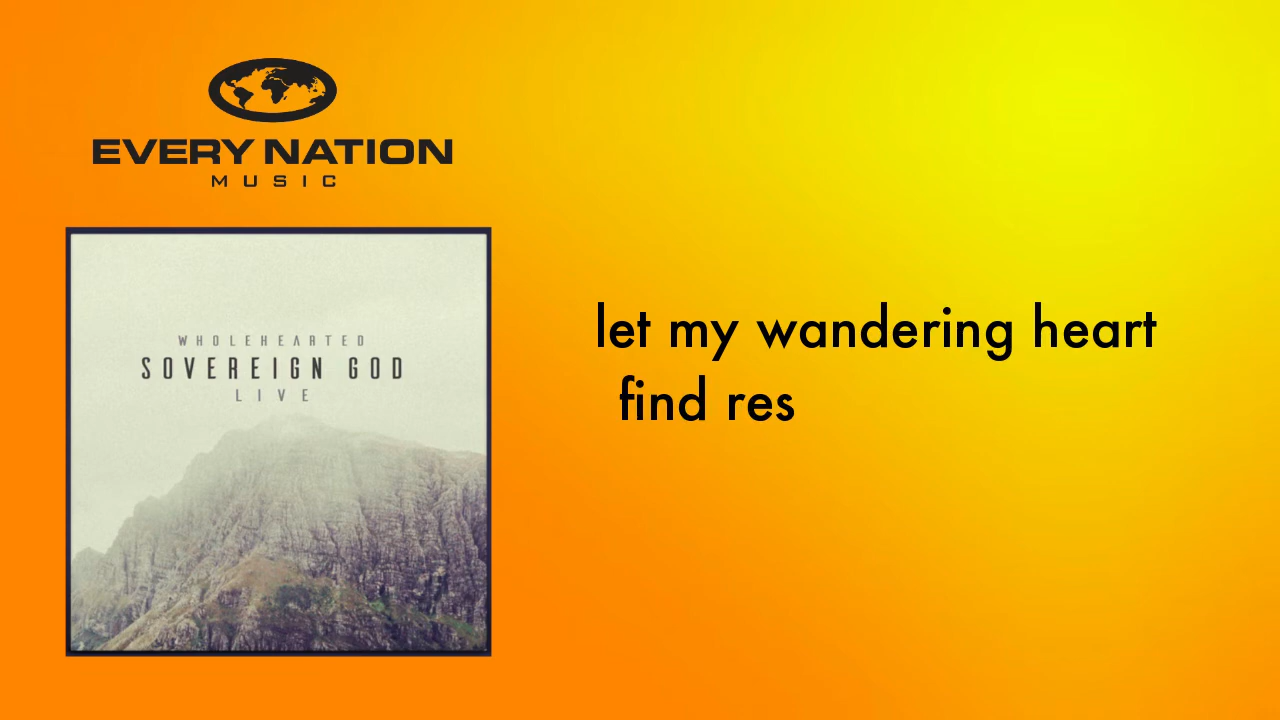 EVERY NATION
MUSIC
WHOLEHEARTED
SOVEREIGN GOD
LIVE
let my wandering heart
find res